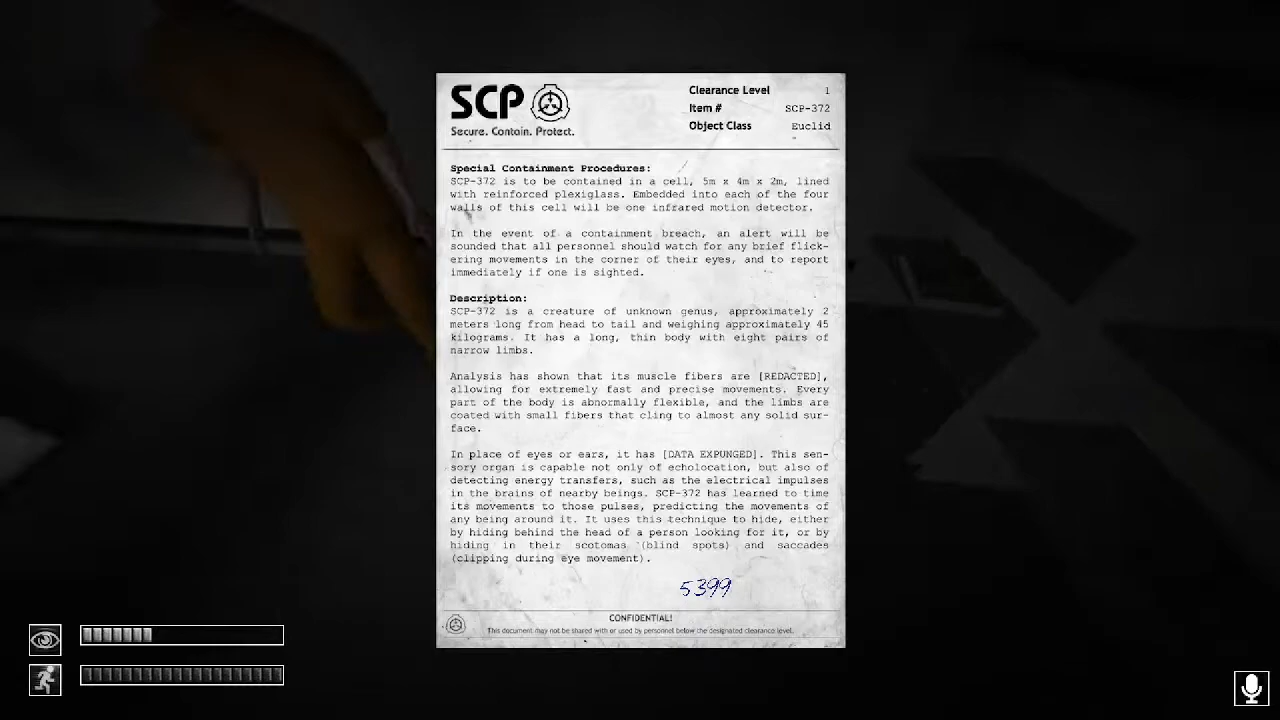 SCP
Secure. Contain. Protect.
Clearance Level 1
Item # SCP-372
Object Class Euclid
Special Containment Procedures:
SCP-372 is to be contained in a cell, 5m x 4m x 2m, lined
with reinforced plexiglass. Embedded into each of the four
walls of this cell will be one infrared motion detector.
In the event of a containment breach, an alert will be
sounded that all personnel should watch for any brief flick-
ering movements in the corner of their eyes, and to report
immediately if one is sighted.
Description:
SCP-372 is a creature of unknown genus, approximately 2
meters long from head to tail and weighing approximately 45
kilograms. It has a long, thin body with eight pairs of
narrow limbs.
Analysis has shown that its muscle fibers are [REDACTED],
allowing for extremely fast and precise movements. Every
part of the body is abnormally flexible, and the limbs are
coated with small fibers that cling to almost any solid sur-
face.
In place of eyes or ears, it has [DATA EXPUNGED]. This sen-
sory organ is capable not only of echolocation, but also of
detecting energy transfers, such as the electrical impulses
in the brains of nearby beings. SCP-372 has learned to time
its movements to those pulses, predicting the movements of
any being around it. It uses this technique to hide, either
by hiding behind the head of a person looking for it, or by
hiding in their scotomas (blind spots) and saccades
(clipping during eye movement).
5399
CONFIDENTIAL!
This document may not be shared with or used by personnel below the designated clearance level.